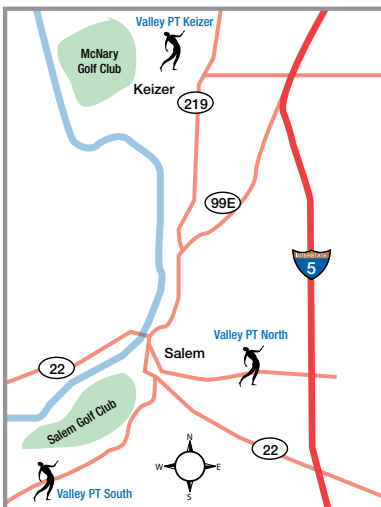 Valley PT Keizer
McNary
Golf Club
Keizer
219
99E
INTERSTATE
5
Valley PT North
Salem
22
Salem Golf Club
N
W
E
S
22
Valley PT South